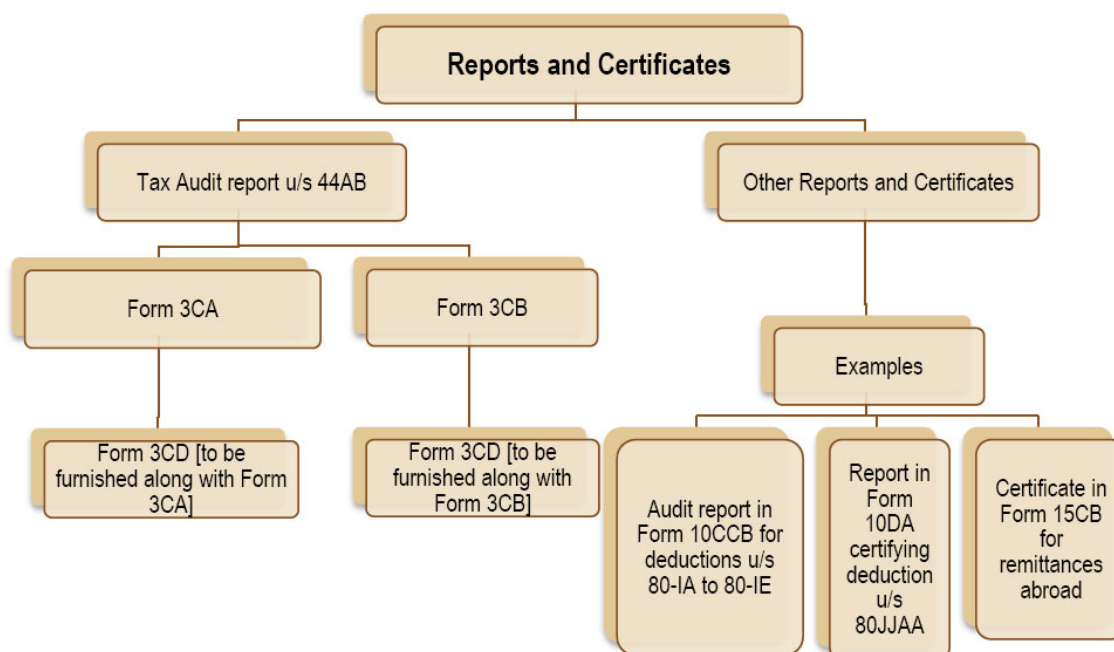 Reports and Certificates
Tax Audit report u/s 44AB
Other Reports and Certificates
Form 3CA
Form 3CB
Examples
Form 3CD [to be
furnished along with Form
3CA]
Form 3CD [to be
furnished along with
Form 3CB]
Audit report in
Form 10CCB for
deductions u/s
80-IA to 80-IE
Report in
Form
10DA
certifying
deduction
u/s
80JJAA
Certificate in
Form 15CB
for
remittances
abroad